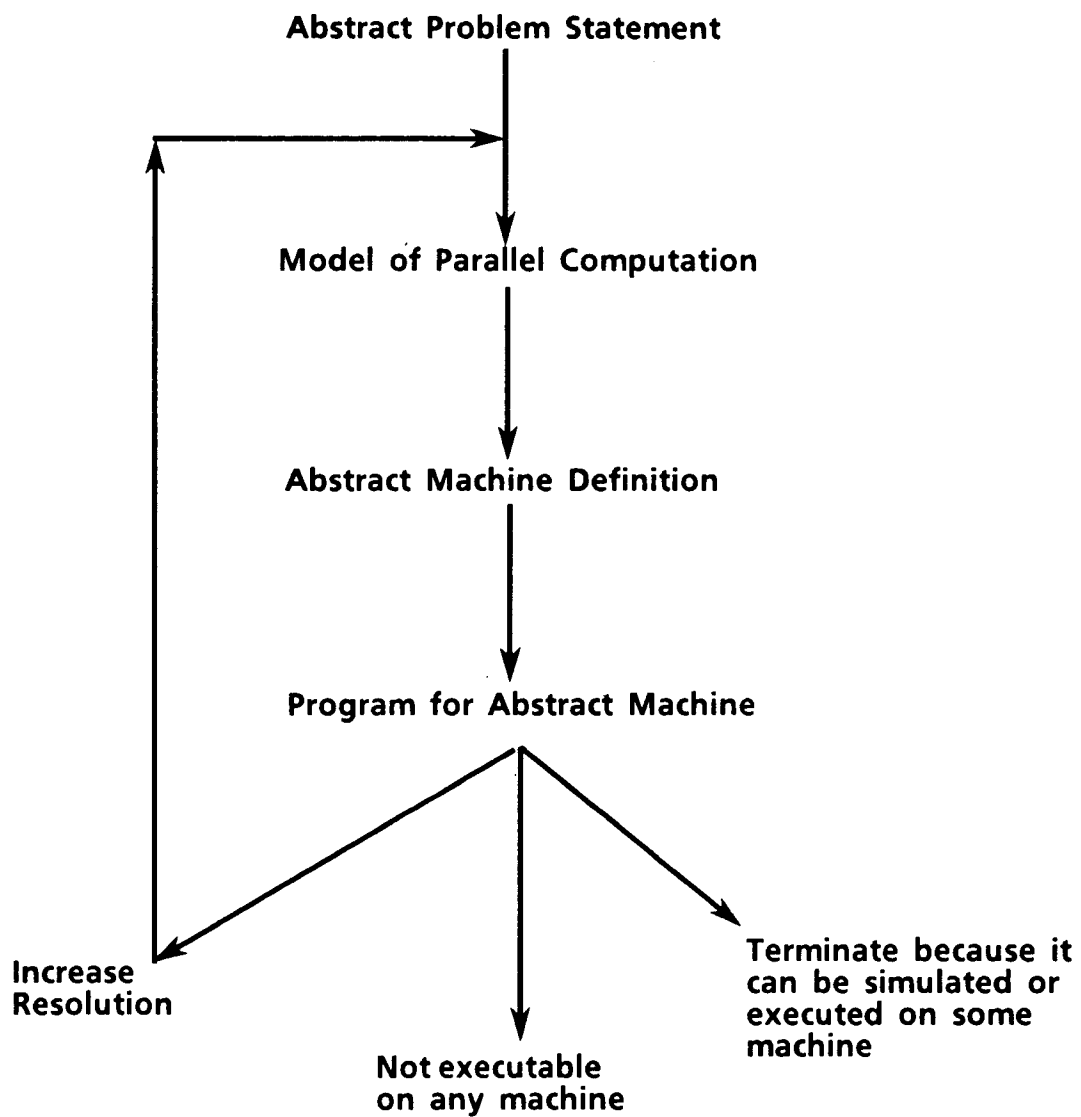 Abstract Problem Statement
Model of Parallel Computation
Abstract Machine Definition
Program for Abstract Machine
Increase
Resolution
Not executable
on any machine
Terminate because it
can be simulated or
executed on some
machine